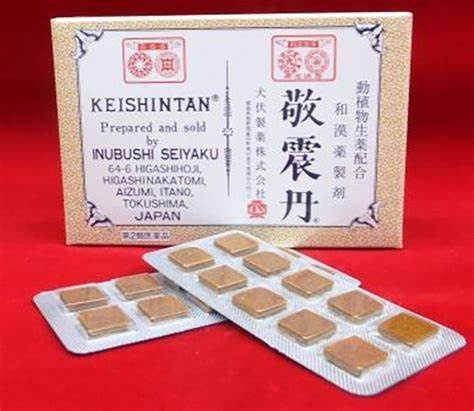 KEISHINTAN®
Prepared and sold
by
INUBUSHI SEIYAKU
64-6 HIGASHIHOJI,
HIGASHINAKATOMI,
AIZUMI, ITANO,
TOKUSHIMA,
JAPAN
第2類医薬品
動植物生薬配合
和漢薬製剤
敬震丹®
犬伏製薬株式会社